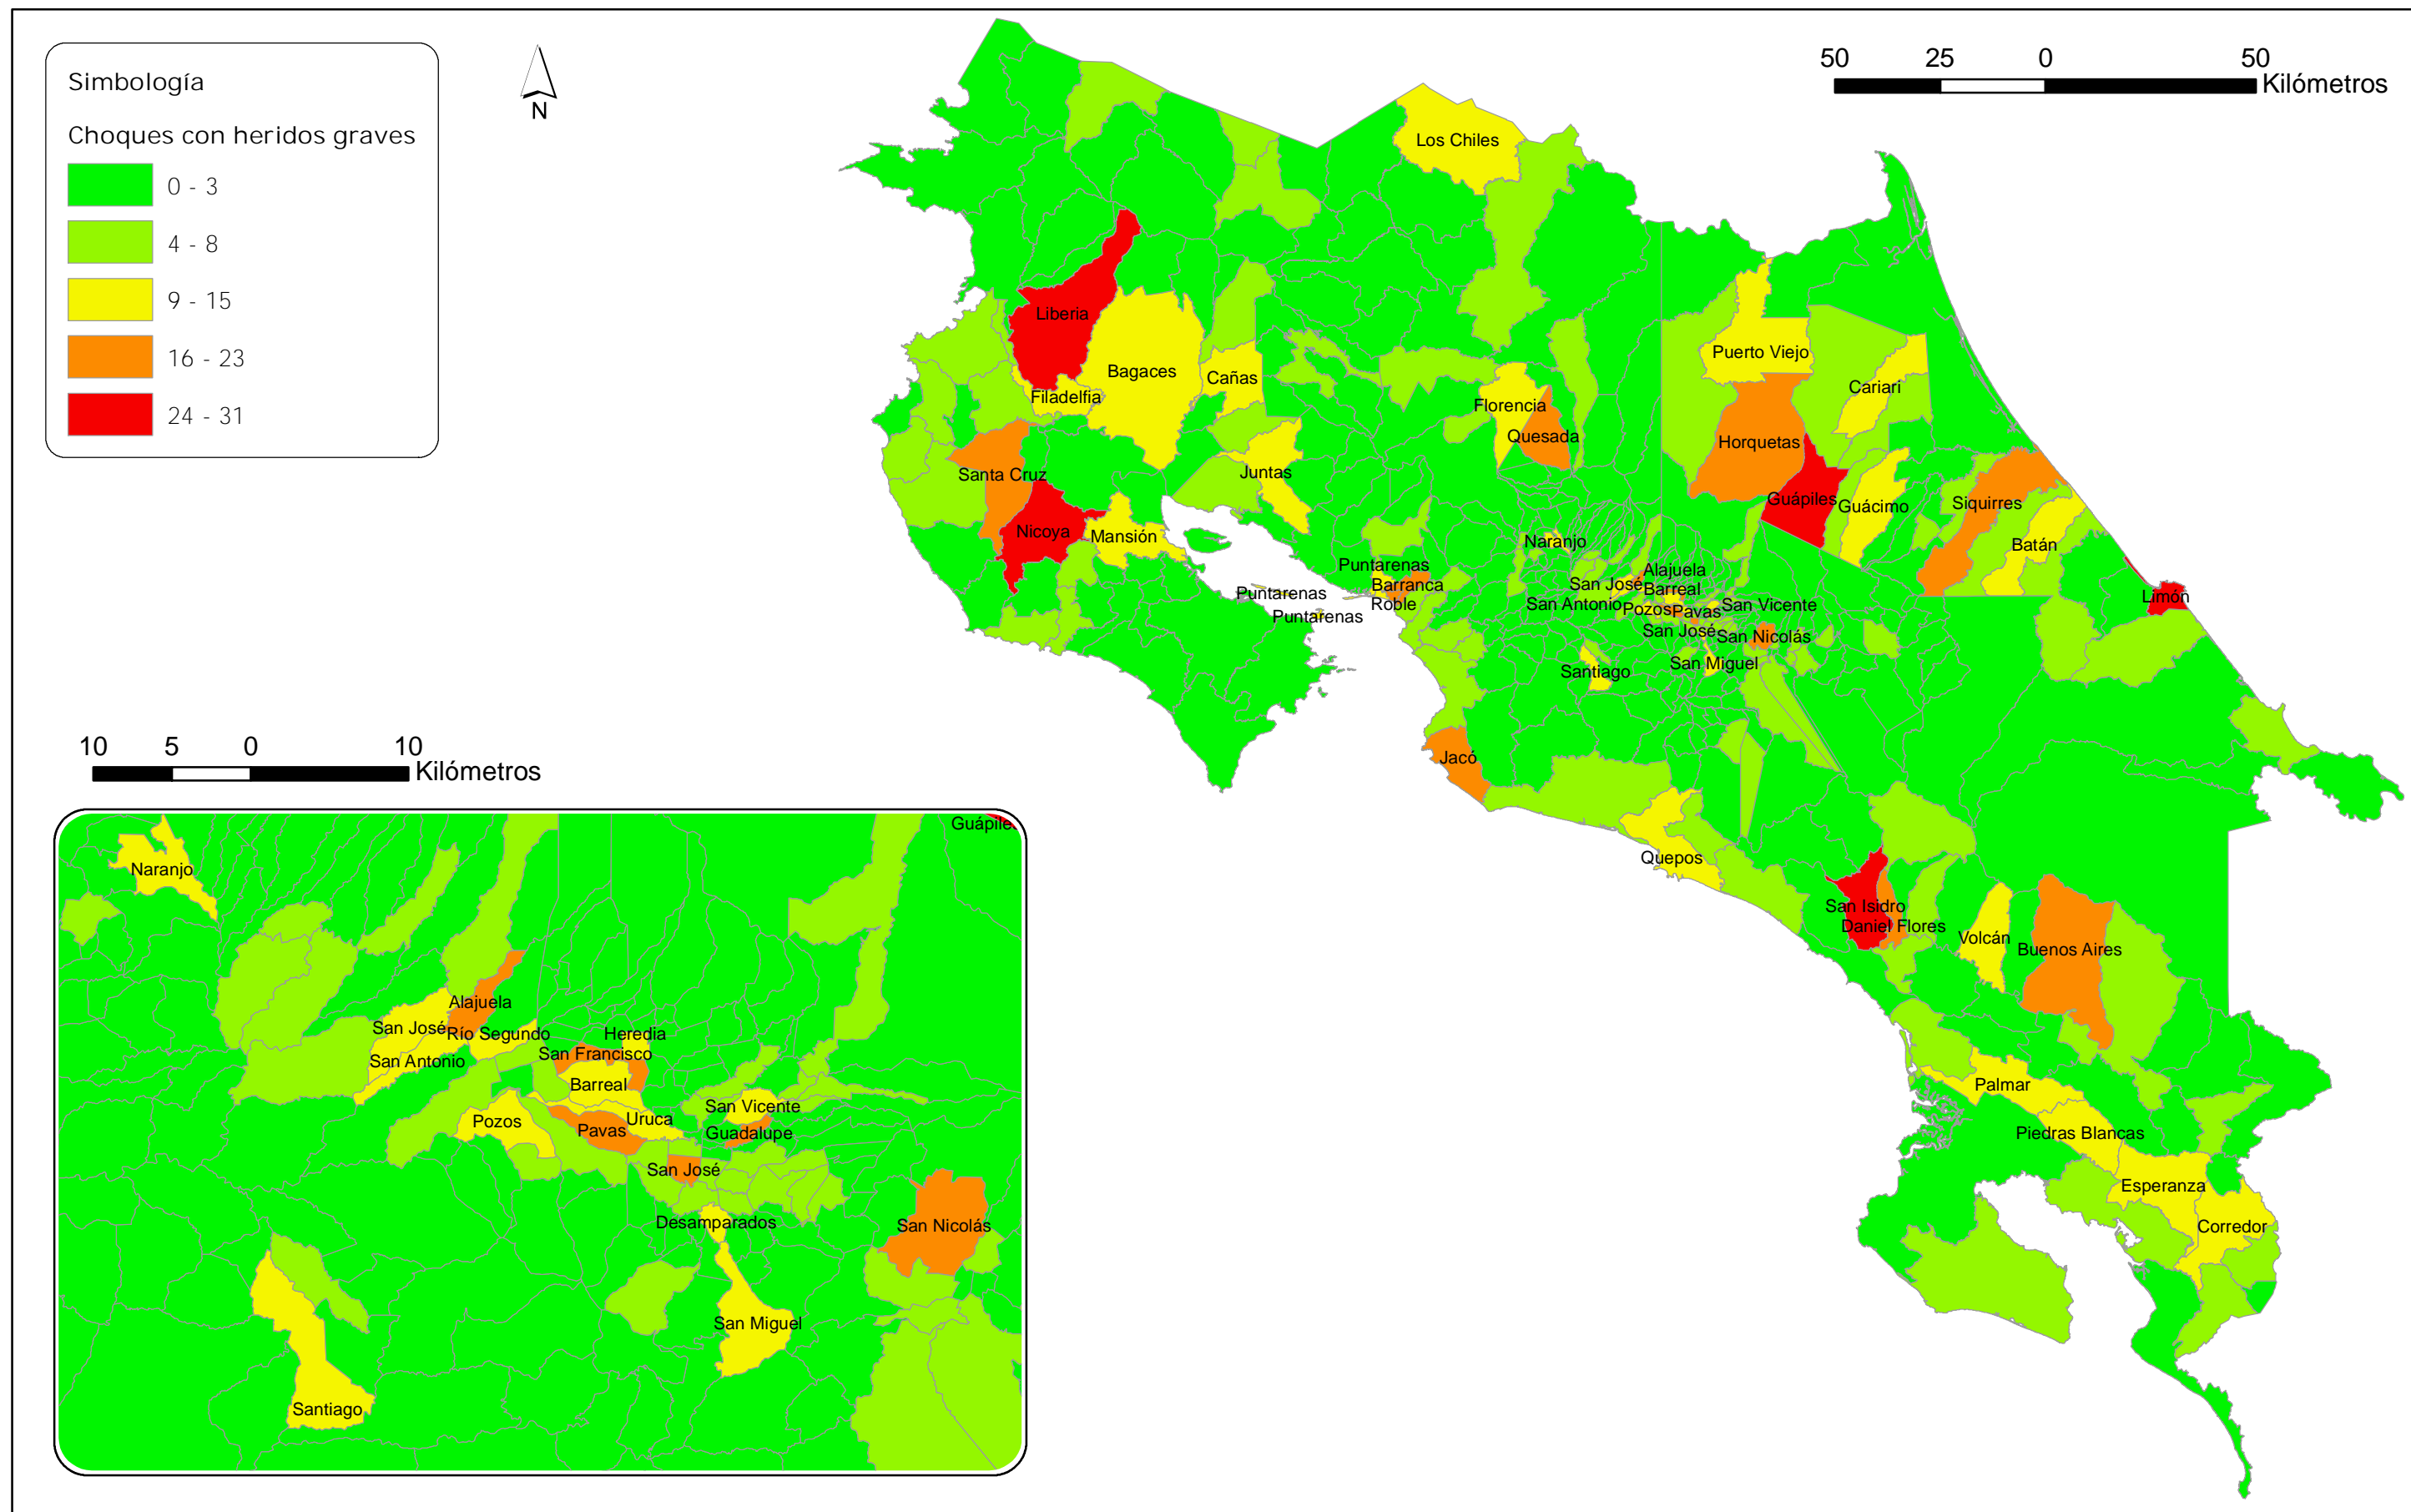 Simbología
Choques con heridos graves
0 - 3
4 - 8
9 - 15
16 - 23
24 - 31
N
50 25 0 50
Kilómetros
Los Chiles
Liberia
Bagaces
Cañas
Filadelfia
Puerto Viejo
Cariari
Florencia
Quesada
Horquetas
Santa Cruz
Juntas
Guápiles
Guácimo
Siquirres
Nicoya
Mansión
Naranjo
Batán
Puntarenas
Barranca
Roble
Puntarenas
Puntarenas
Alajuela
San José
Barreal
San Antonio
Pozos
Pavas
San Vicente
Limón
San José
San Nicolás
San Miguel
Santiago
Jacó
Quepos
San Isidro
Daniel Flores
Volcán
Buenos Aires
Palmar
Piedras Blancas
Esperanza
Corredor
10 5 0 10
Kilómetros
Guápiles
Naranjo
Alajuela
San José
Río Segundo
Heredia
San Antonio
San Francisco
Barreal
San Vicente
Pozos
Uruca
Pavas
Guadalupe
San José
Desamparados
San Nicolás
San Miguel
Santiago